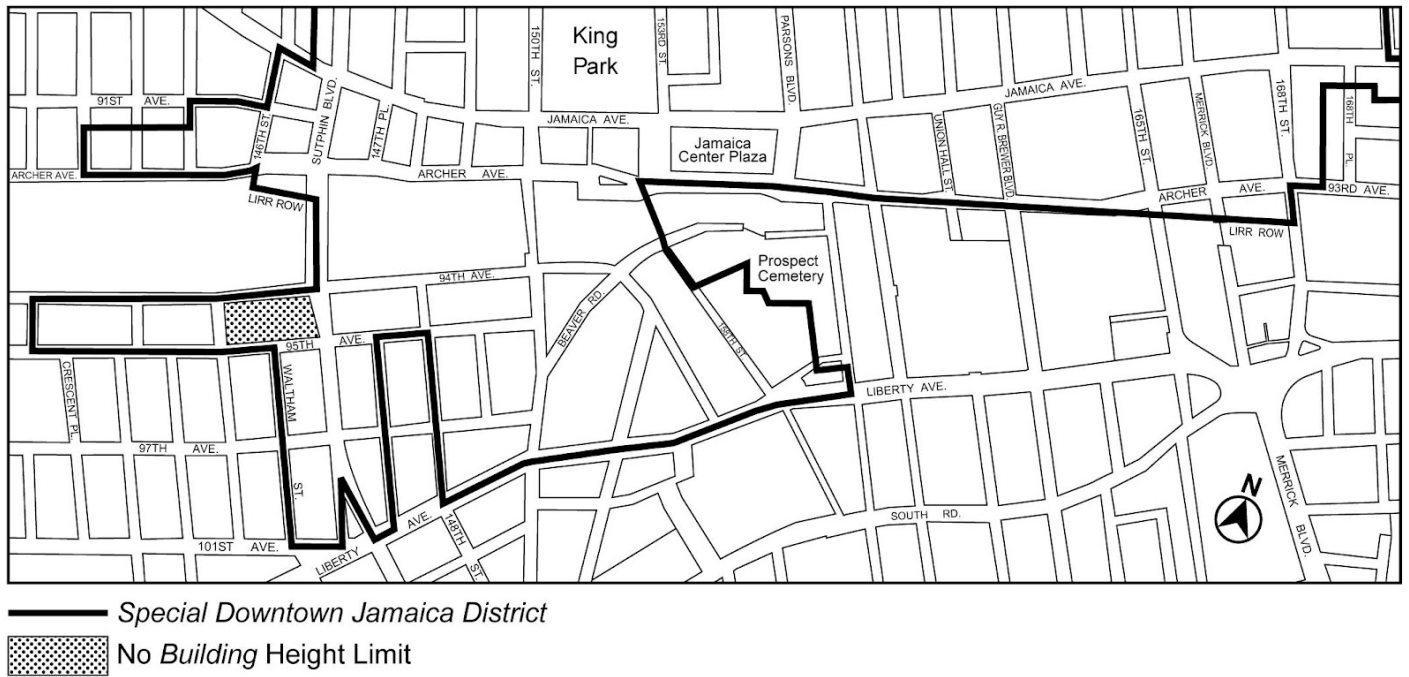 King
Park
150TH ST.
153RD ST.
PARSONS BLVD.
JAMAICA AVE.
168TH ST.
168TH PL.
91ST AVE.
146TH ST.
SUTPHIN BLVD.
147TH PL.
JAMAICA AVE.
Jamaica
Center Plaza
UNION HALL ST.
GUY R. BREWER BLVD.
165TH ST.
MERRICK BLVD.
ARCHER AVE.
ARCHER AVE.
ARCHER AVE.
93RD AVE.
LIRR ROW
LIRR ROW
94TH AVE.
Prospect
Cemetery
BEAVER RD.
158TH ST.
95TH AVE.
CRESCENT PL.
WALTHAM ST.
LIBERTY AVE.
97TH AVE.
MERRICK BLVD.
N
SOUTH RD.
101ST AVE.
LIBERTY AVE.
148TH ST.
Special Downtown Jamaica District
No Building Height Limit